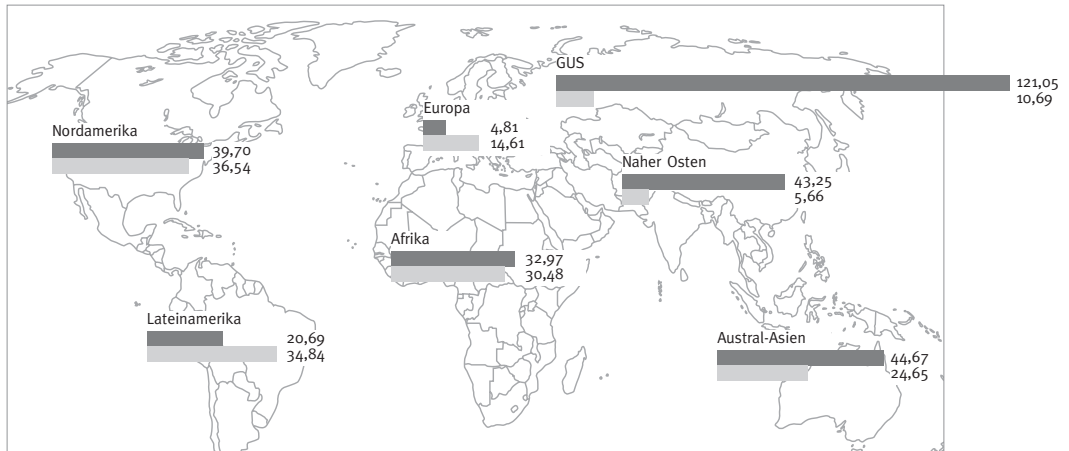 GUS
121,05
10,69
Europa
4,81
14,61
Nordamerika
39,70
36,54
Naher Osten
43,25
5,66
Afrika
32,97
30,48
Lateinamerika
20,69
34,84
Austral-Asien
44,67
24,65